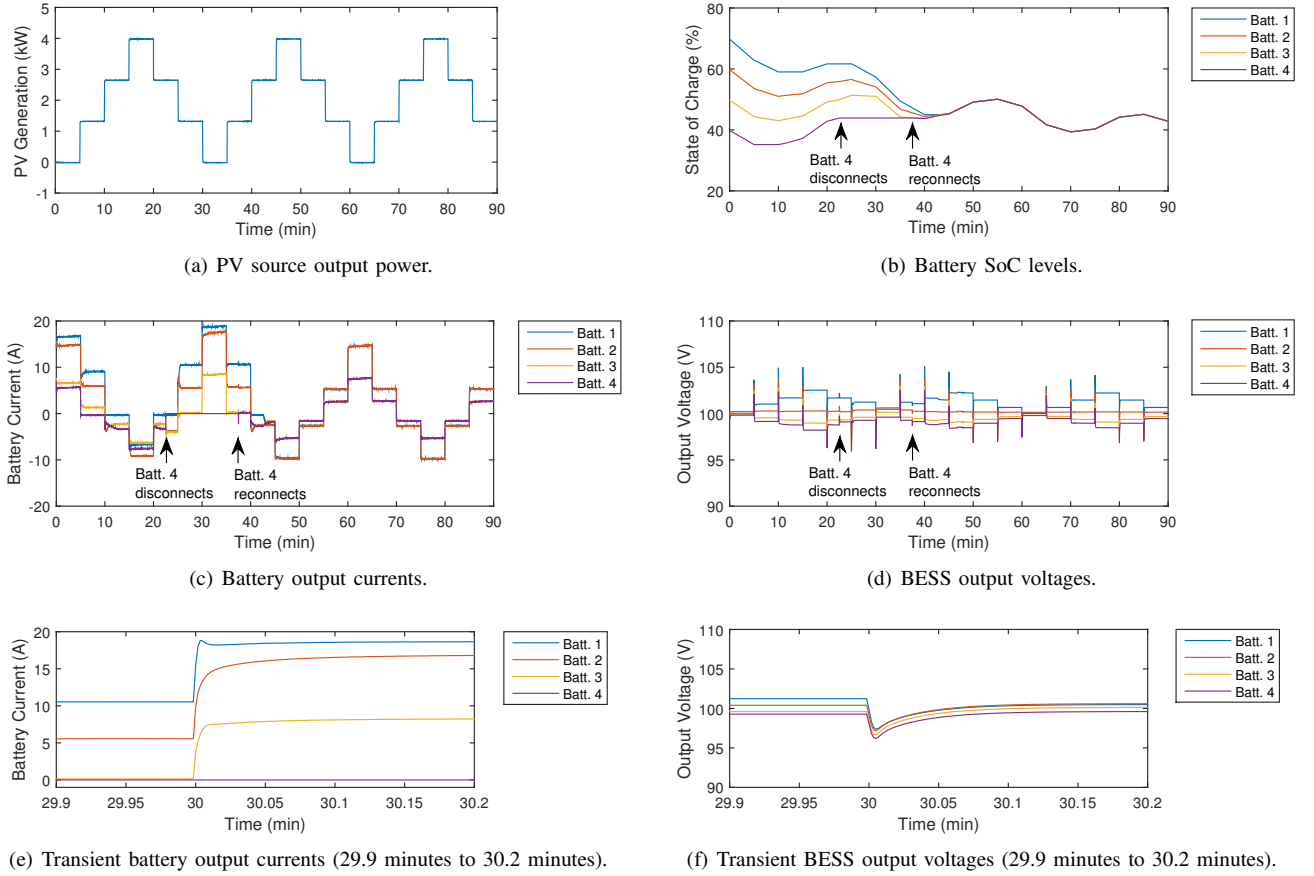 PV Generation (kW)
5
4
3
2
1
0
-1
0 10 20 30 40 50 60 70 80 90
Time (min)
(a) PV source output power.
State of Charge (%)
80
60
40
20
Batt. 4
disconnects
Batt. 4
reconnects
0 10 20 30 40 50 60 70 80 90
Time (min)
Batt. 1
Batt. 2
Batt. 3
Batt. 4
(b) Battery SoC levels.
Battery Current (A)
20
10
0
-10
-20
Batt. 4
disconnects
Batt. 4
reconnects
0 10 20 30 40 50 60 70 80 90
Time (min)
Batt. 1
Batt. 2
Batt. 3
Batt. 4
(c) Battery output currents.
Output Voltage (V)
110
105
100
95
90
Batt. 4
disconnects
Batt. 4
reconnects
0 10 20 30 40 50 60 70 80 90
Time (min)
Batt. 1
Batt. 2
Batt. 3
Batt. 4
(d) BESS output voltages.
Battery Current (A)
20
15
10
5
0
29.9 29.95 30 30.05 30.1 30.15 30.2
Time (min)
Batt. 1
Batt. 2
Batt. 3
Batt. 4
(e) Transient battery output currents (29.9 minutes to 30.2 minutes).
Output Voltage (V)
110
105
100
95
90
29.9 29.95 30 30.05 30.1 30.15 30.2
Time (min)
Batt. 1
Batt. 2
Batt. 3
Batt. 4
(f) Transient BESS output voltages (29.9 minutes to 30.2 minutes).